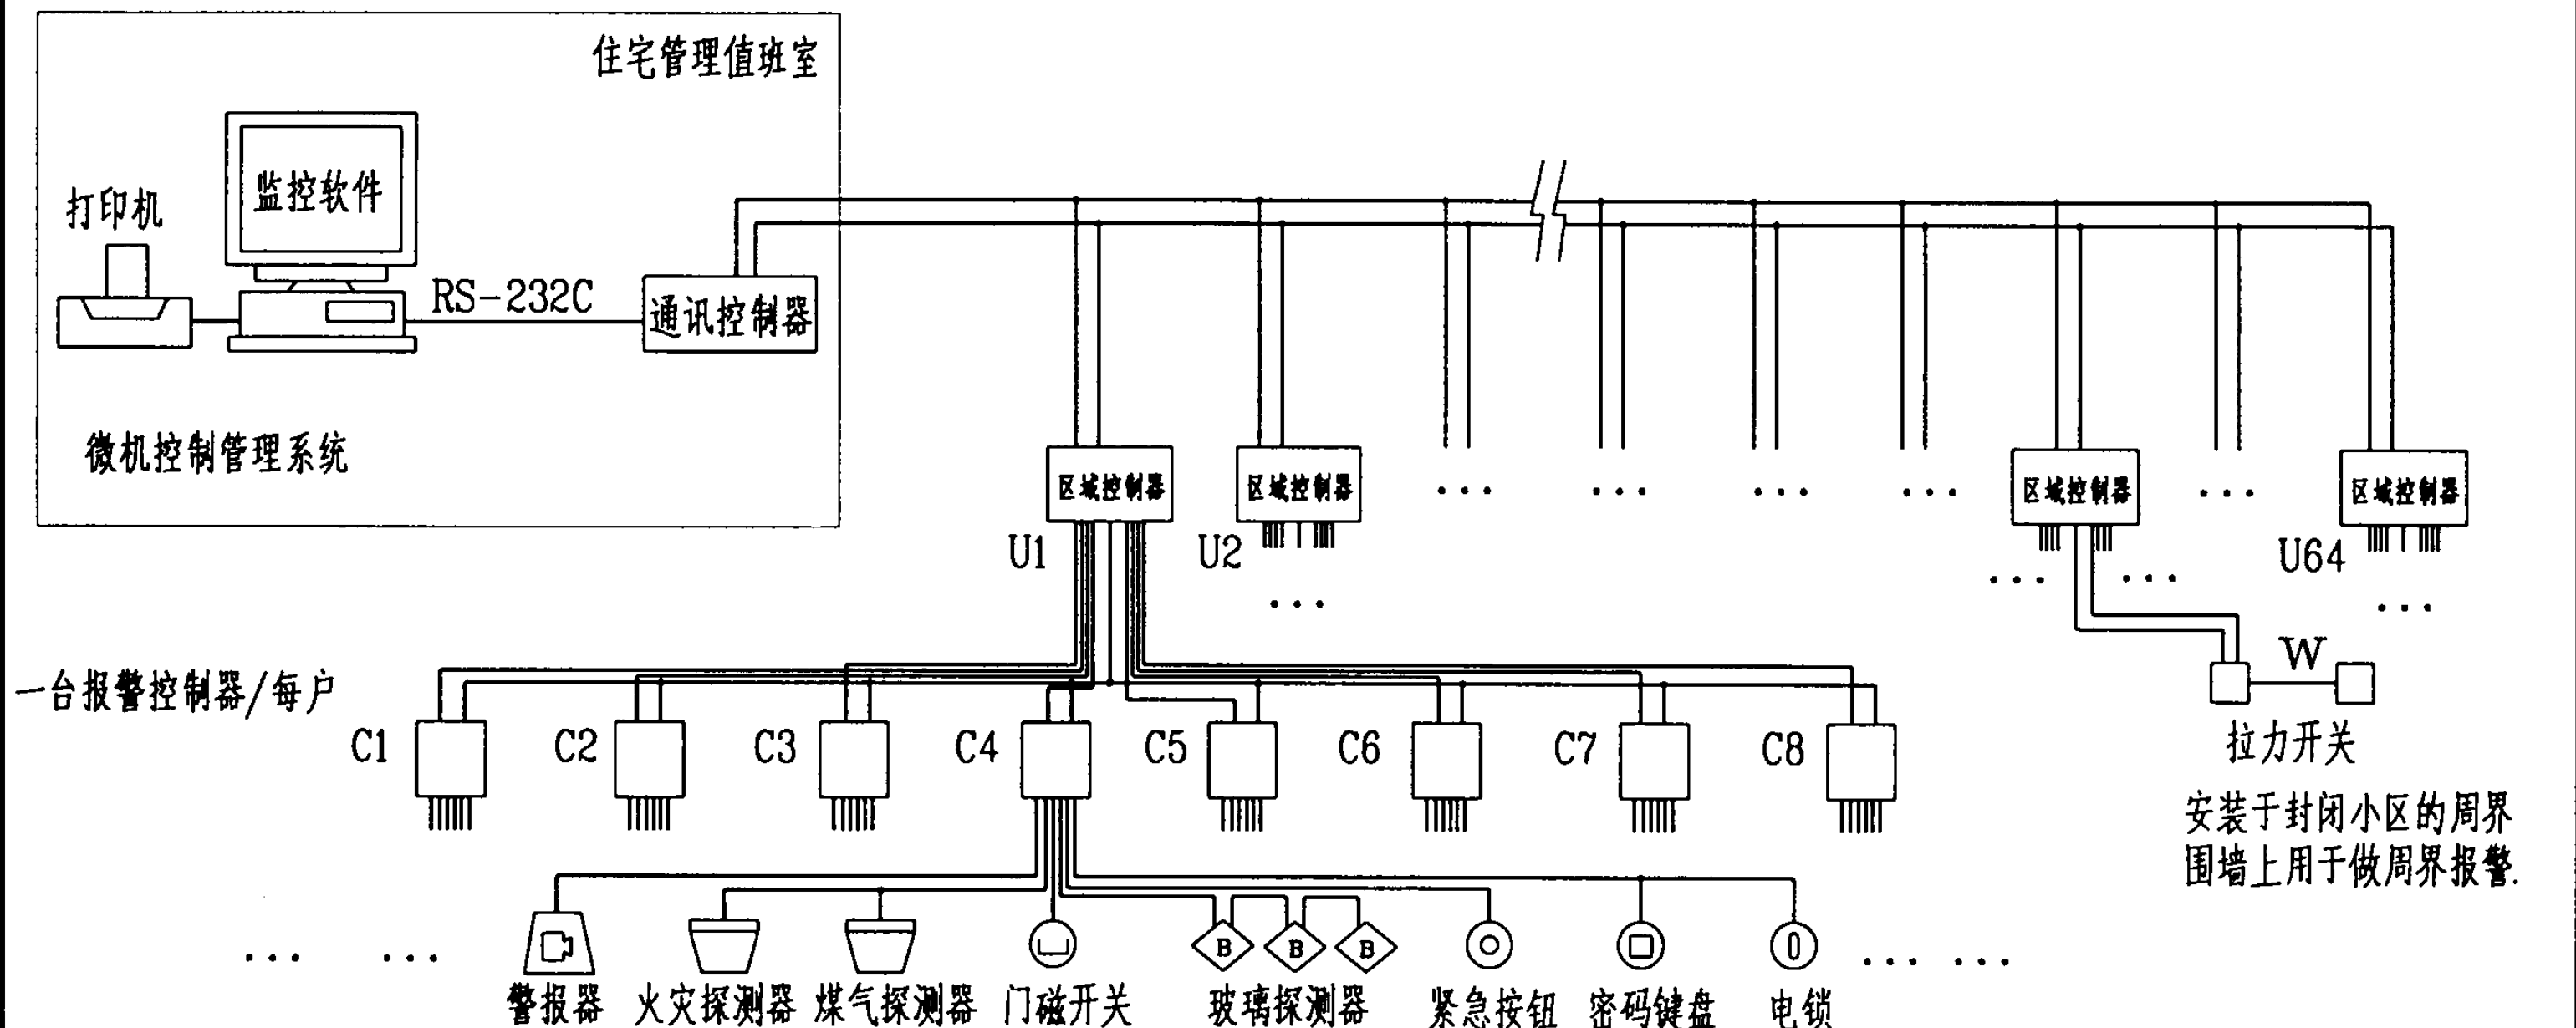 住宅管理值班室
监控软件
打印机
RS-232C
通讯控制器
微机控制管理系统
区域控制器
区域控制器
···
···
···
···
区域控制器
···
区域控制器
U1
U2
U64
···
···
···
···
W
一台报警控制器/每户
拉力开关
C1
C2
C3
C4
C5
C6
C7
C8
安装于封闭小区的周界
围墙上用于做周界报警.
B
B
B
···
···
···
···
警报器
火灾探测器
煤气探测器
门磁开关
玻璃探测器
紧急按钮
密码键盘
电锁